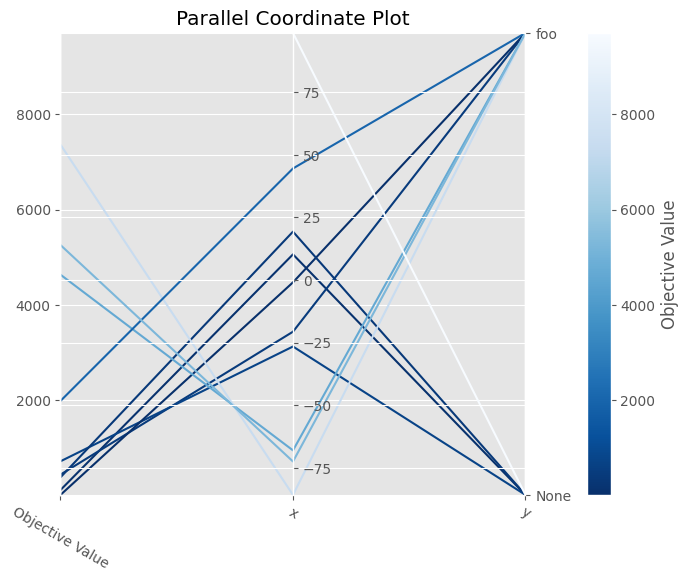 Parallel Coordinate Plot
foo
8000
75
8000
50
6000
25
6000
0
Objective Value
4000
−25
4000
−50
2000
2000
−75
None
Objective Value
x
y